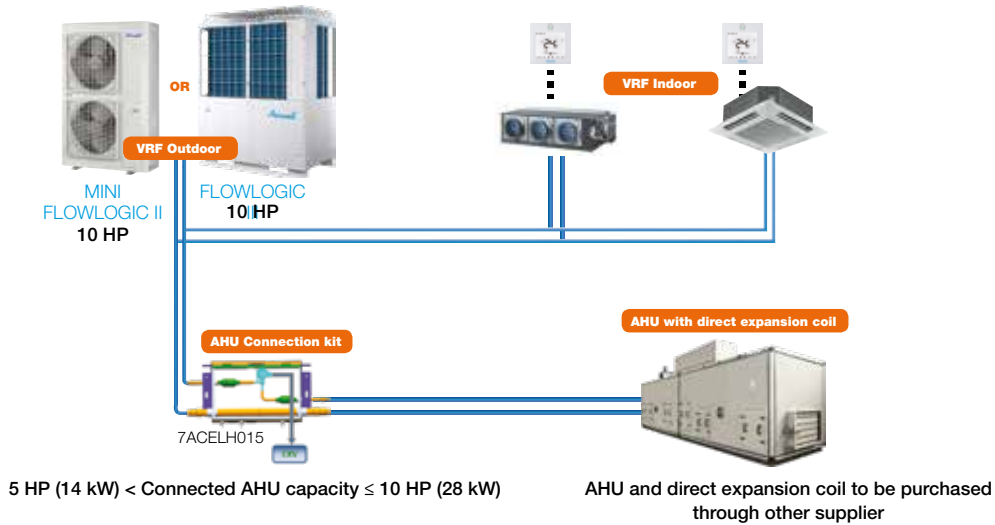 OR
VRF Indoor
VRF Outdoor
MINI
FLOWLOGIC II
10 HP
FLOWLOGIC
10 HP
AHU Connection kit
AHU with direct expansion coil
7ACELH015
5 HP (14 kW) < Connected AHU capacity ≤ 10 HP (28 kW)
AHU and direct expansion coil to be purchased
through other supplier